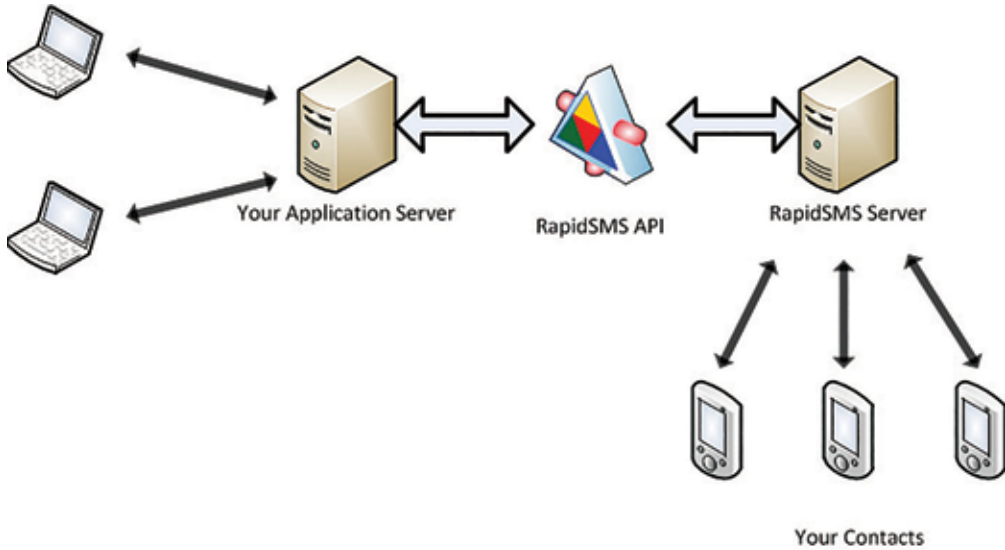 Your Application Server
RapidSMS API
RapidSMS Server
Your Contacts